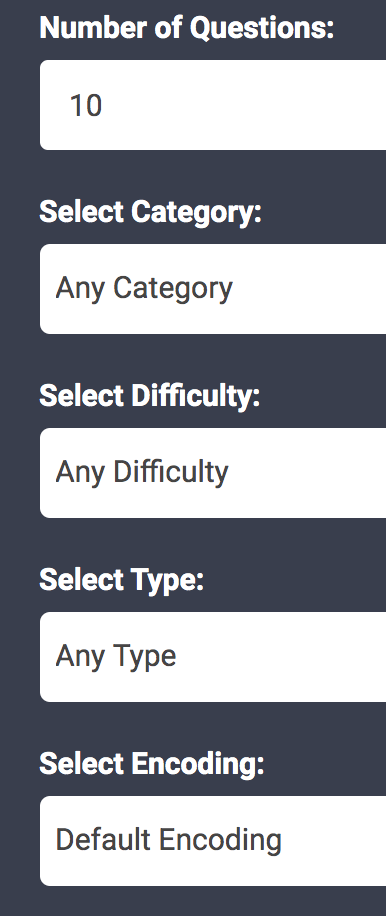 Number of Questions:
10
Select Category:
Any Category
Select Difficulty:
Any Difficulty
Select Type:
Any Type
Select Encoding:
Default Encoding